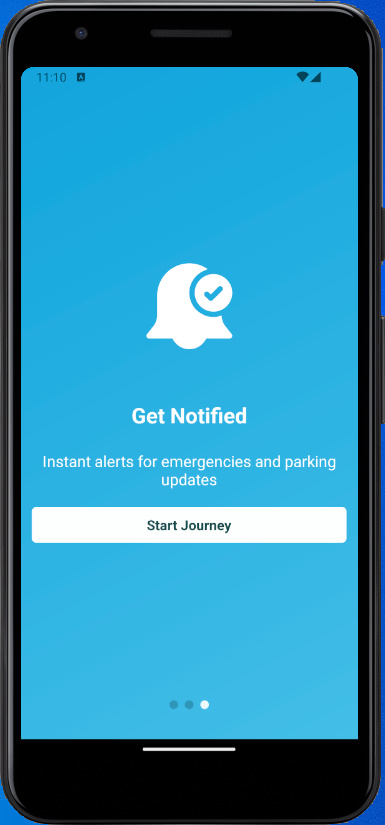 11:10
Get Notified
Instant alerts for emergencies and parking
updates
Start Journey